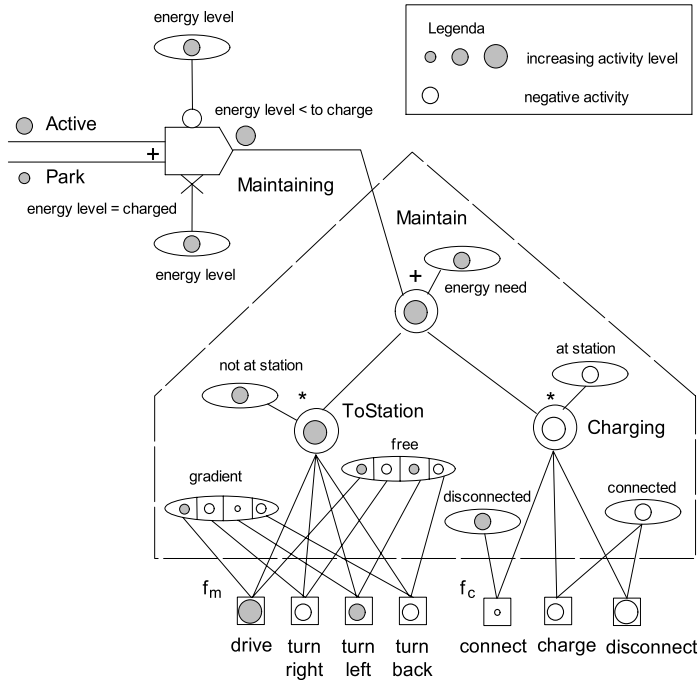 energy level
Legenda
increasing activity level
negative activity
energy level < to charge
Active
+
Park
Maintaining
energy level = charged
energy level
Maintain
+
energy need
not at station
at station
*
*
ToStation
Charging
free
gradient
disconnected
connected
fm
fc
drive
turn
right
turn
left
turn
back
connect
charge
disconnect